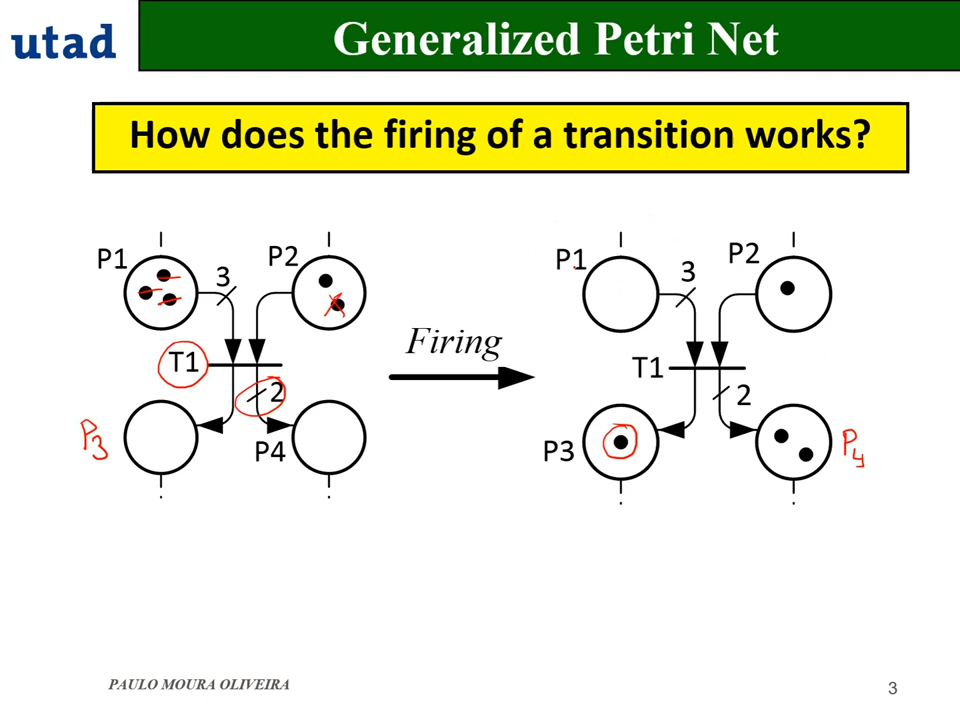 utad
Generalized Petri Net
How does the firing of a transition works?
P1
3
P2
T1
2
P3
P4
Firing
P1
3
P2
T1
2
P3
P4
PAULO MOURA OLIVEIRA
3